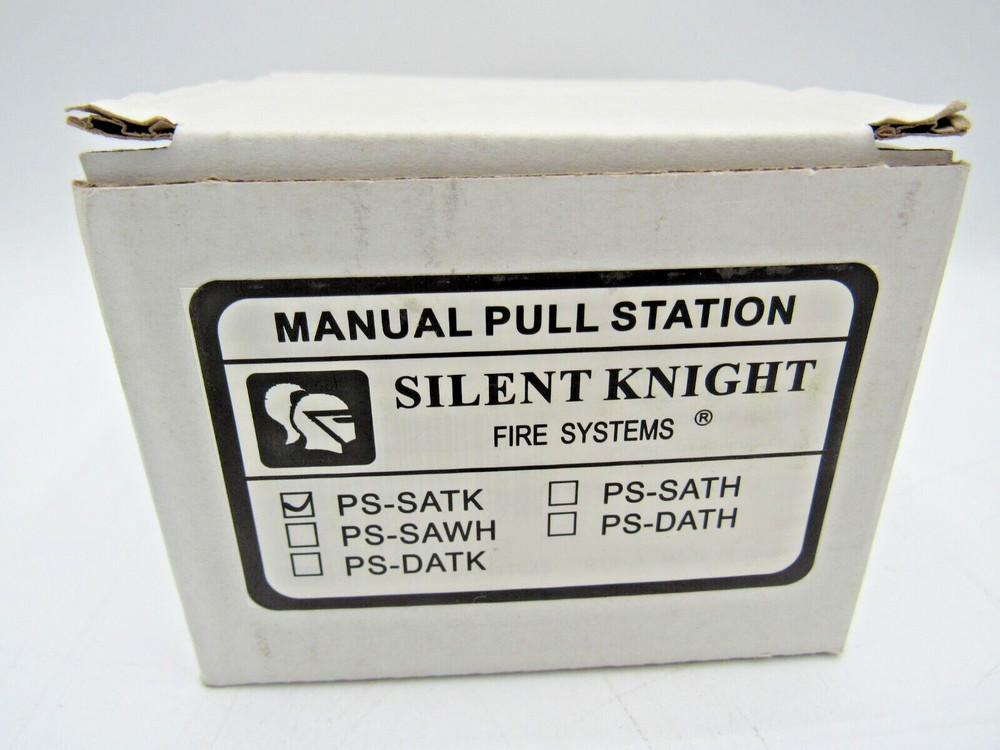 MANUAL PULL STATION
SILENT KNIGHT
FIRE SYSTEMS ®
PS-SATK
PS-SAWH
PS-DATK
PS-SATH
PS-DATH